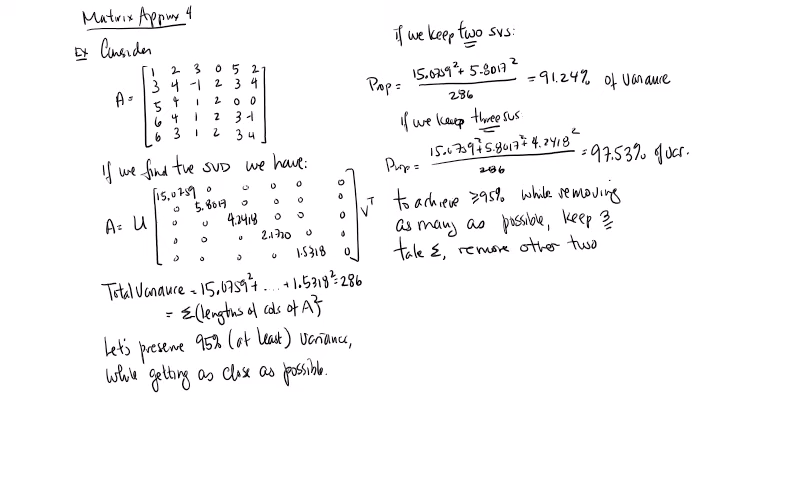 Matrix Approx 4
Ex Consider
A = [1 2 3 0 5 2
3 4 -1 2 3 4
5 4 1 2 0 0
6 4 1 2 3 -1
6 3 1 2 3 4]
If we find the SVD we have:
A = U [15.0759 0 0 0 0 0
0 5.8017 0 0 0 0
0 0 4.2418 0 0 0
0 0 0 2.1720 0 0
0 0 0 0 1.5318 0] V^T
Total Variance = 15.0759² + ... + 1.5318² = 286
= Σ(lengths of cols of A)²
Let's preserve 95% (at least) variance,
while getting as close as possible.
if we keep two svs:
Prop = (15.0759² + 5.8017²) / 286 = 91.24% of variance
if we keep three svs
Prop = (15.0759² + 5.8017² + 4.2418²) / 286 = 97.53% of var.
to achieve ≥95% while removing
as many as possible, keep 3
take Σ, remove other two